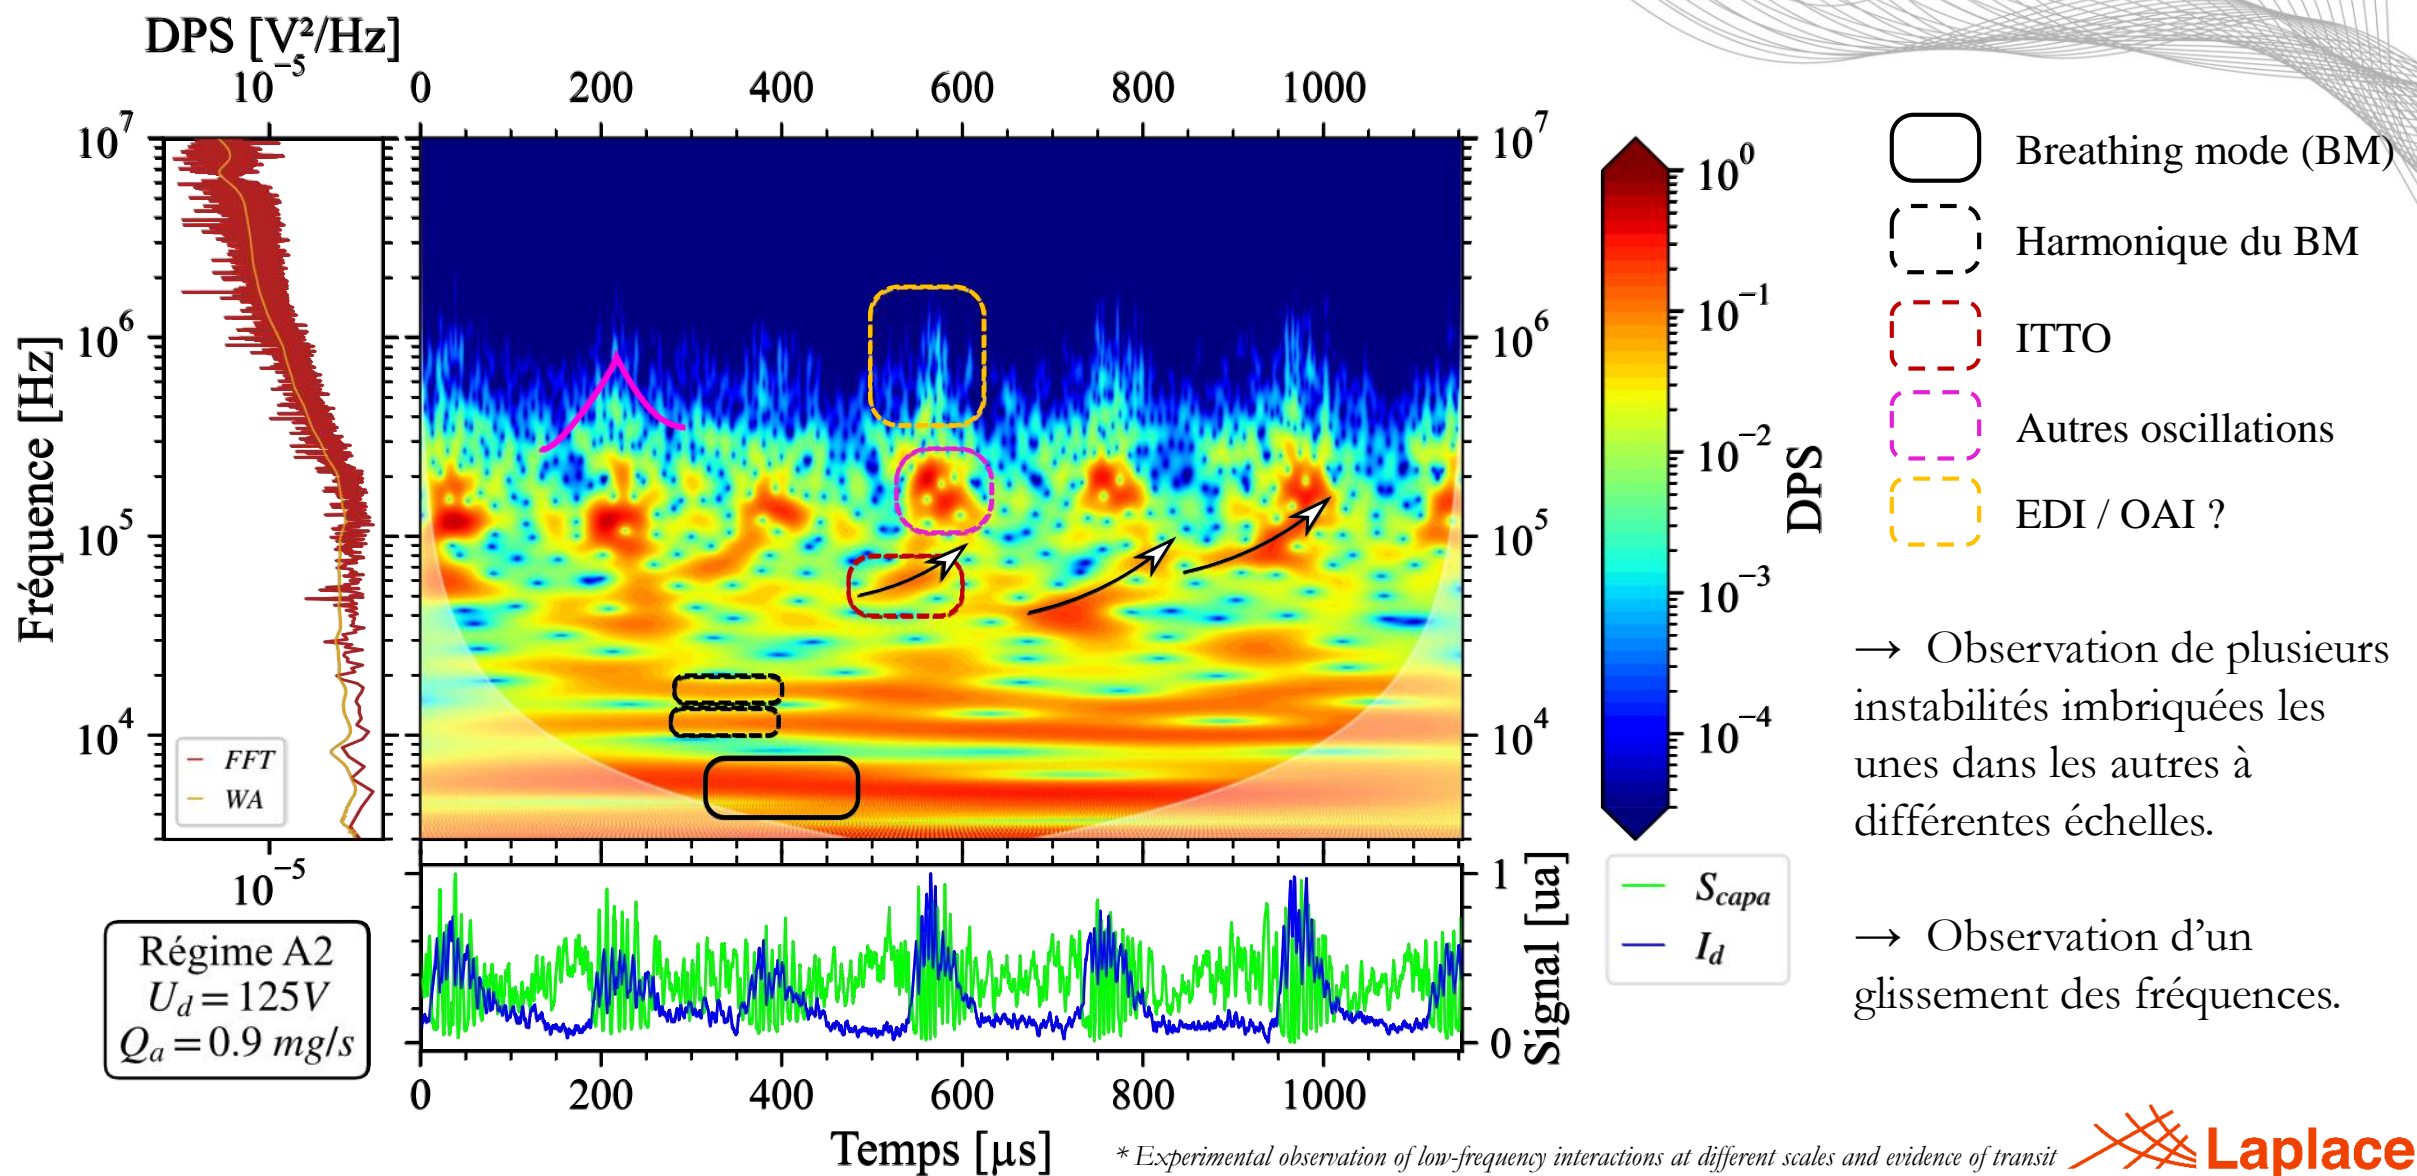 DPS [V²/Hz]
10⁻⁵
0 200 400 600 800 1000
10⁷
10⁶
10⁵
10⁴
Fréquence [Hz]
FFT
WA
10⁻⁵
10⁷
10⁶
10⁵
10⁴
10⁰
10⁻¹
10⁻²
10⁻³
10⁻⁴
DPS
Breathing mode (BM)
Harmonique du BM
ITTO
Autres oscillations
EDI / OAI ?
→ Observation de plusieurs
instabilités imbriquées les
unes dans les autres à
différentes échelles.
→ Observation d’un
glissement des fréquences.
Régime A2
U_d = 125V
Q_a = 0.9 mg/s
1
0
Signal [ua]
S_capa
I_d
0 200 400 600 800 1000
Temps [µs]
* Experimental observation of low-frequency interactions at different scales and evidence of transit
Laplace